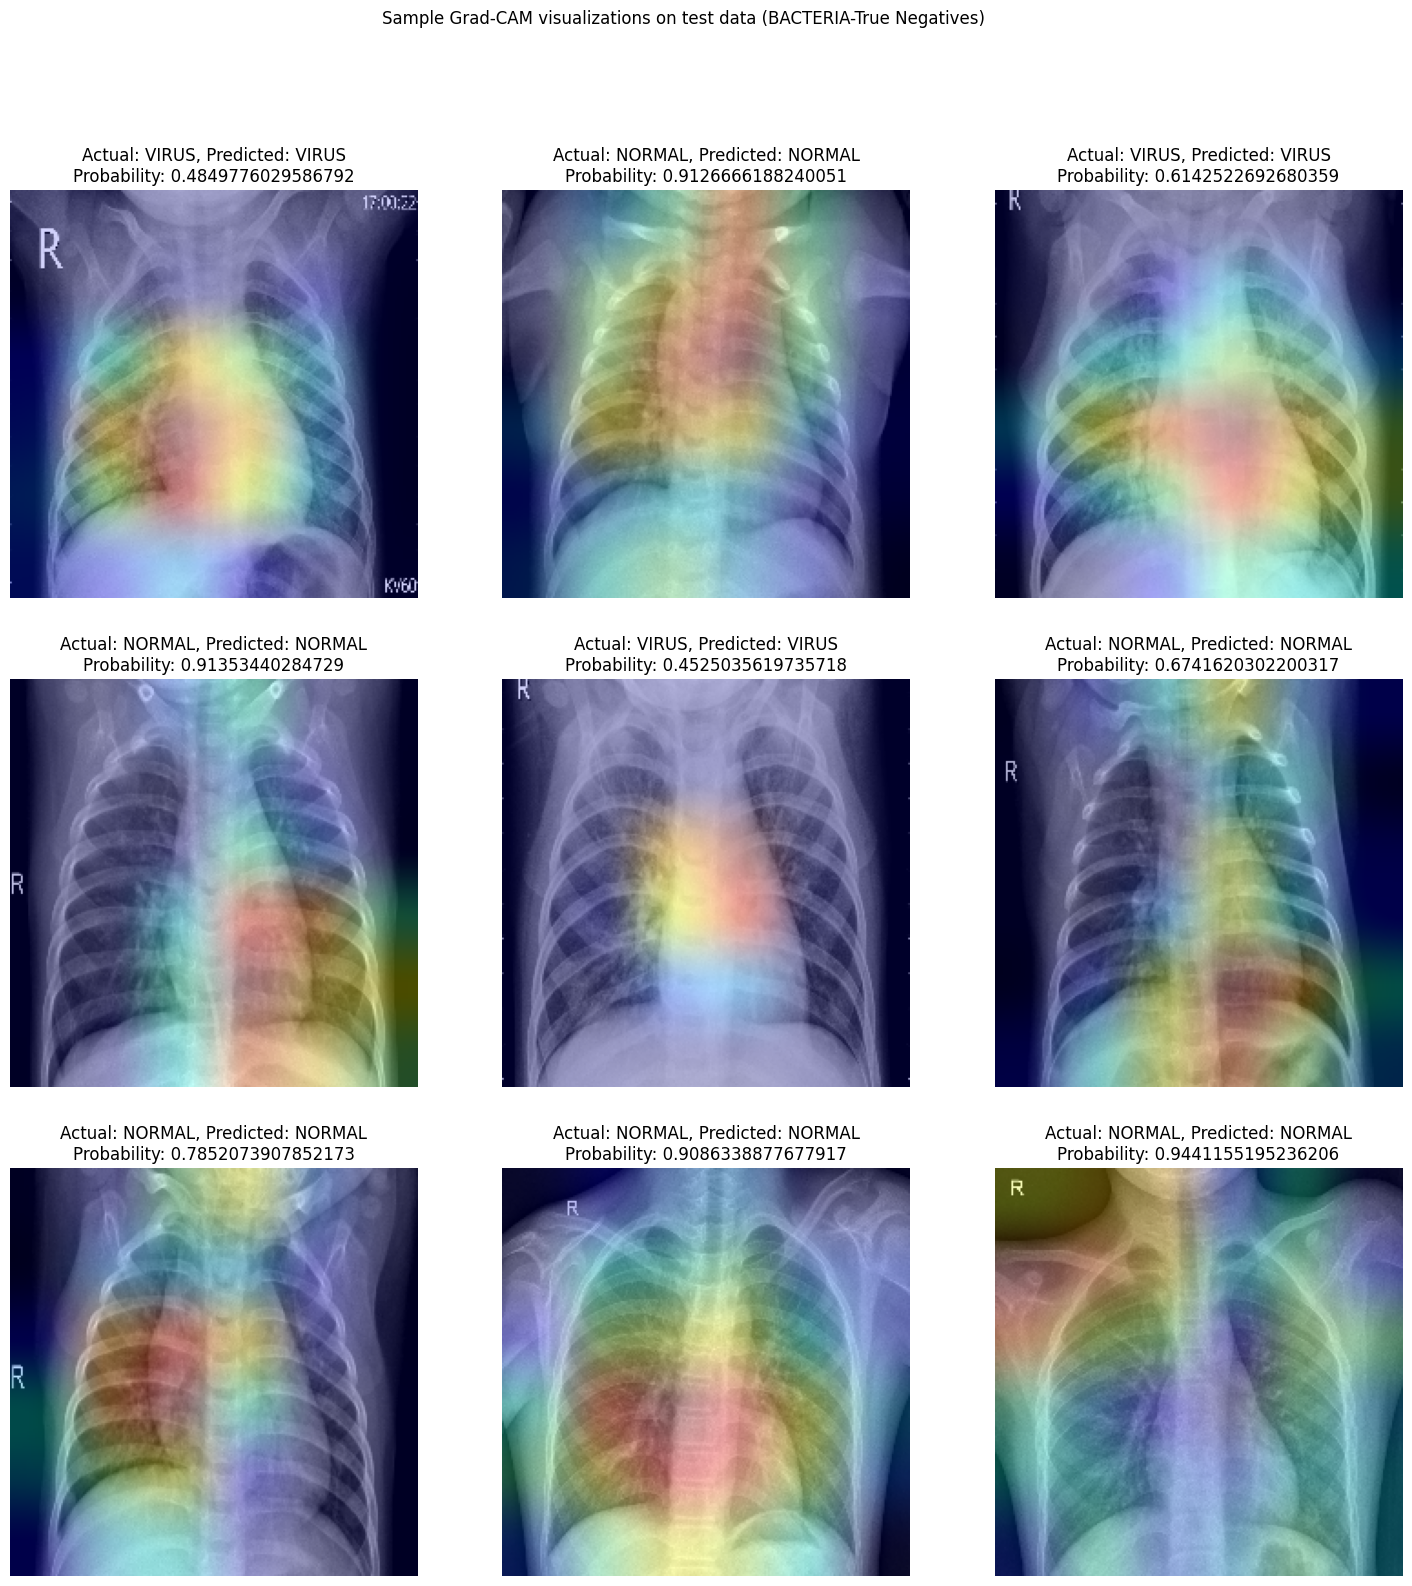 Sample Grad-CAM visualizations on test data (BACTERIA-True Negatives)
Actual: VIRUS, Predicted: VIRUS
Probability: 0.4849776029586792
Actual: NORMAL, Predicted: NORMAL
Probability: 0.9126666188240051
Actual: VIRUS, Predicted: VIRUS
Probability: 0.6142522692680359
17:00:22
R
KV60
R
Actual: NORMAL, Predicted: NORMAL
Probability: 0.91353440284729
Actual: VIRUS, Predicted: VIRUS
Probability: 0.4525035619735718
Actual: NORMAL, Predicted: NORMAL
Probability: 0.6741620302200317
R
R
R
Actual: NORMAL, Predicted: NORMAL
Probability: 0.7852073907852173
Actual: NORMAL, Predicted: NORMAL
Probability: 0.9086338877677917
Actual: NORMAL, Predicted: NORMAL
Probability: 0.9441155195236206
R
R
R